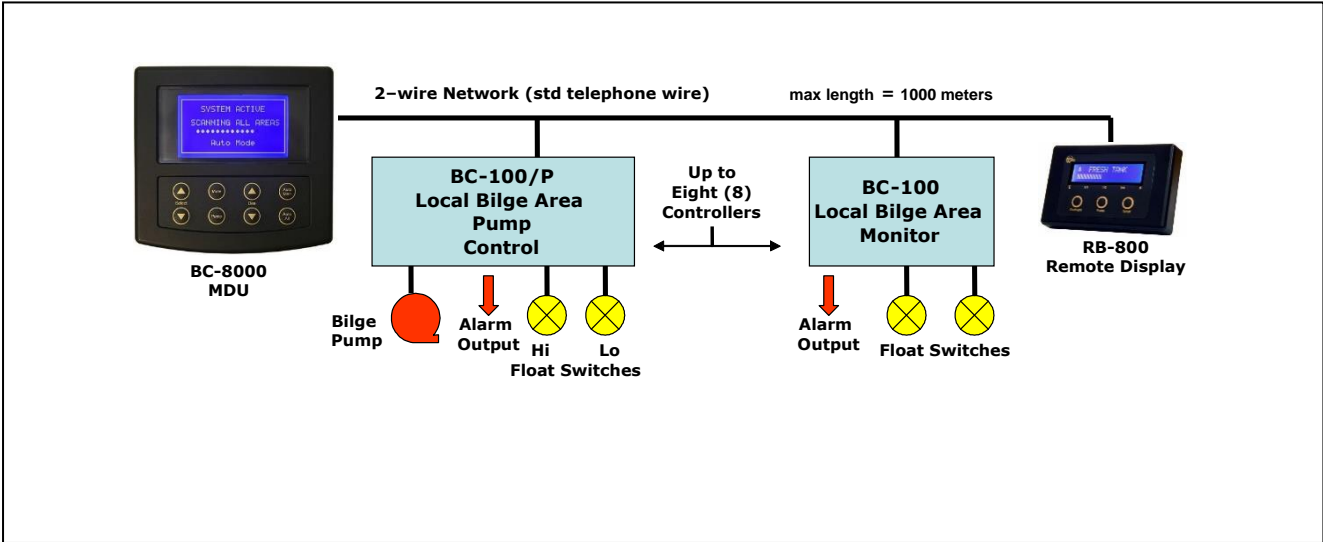 2–wire Network (std telephone wire)
max length = 1000 meters
SYSTEM ACTIVE
SCANNING ALL AREAS
Auto Mode
BC-8000
MDU
BC-100/P
Local Bilge Area
Pump
Control
Up to
Eight (8)
Controllers
BC-100
Local Bilge Area
Monitor
FRESH TANK
RB-800
Remote Display
Bilge
Pump
Alarm
Output
Hi
Lo
Float Switches
Alarm
Output
Float Switches